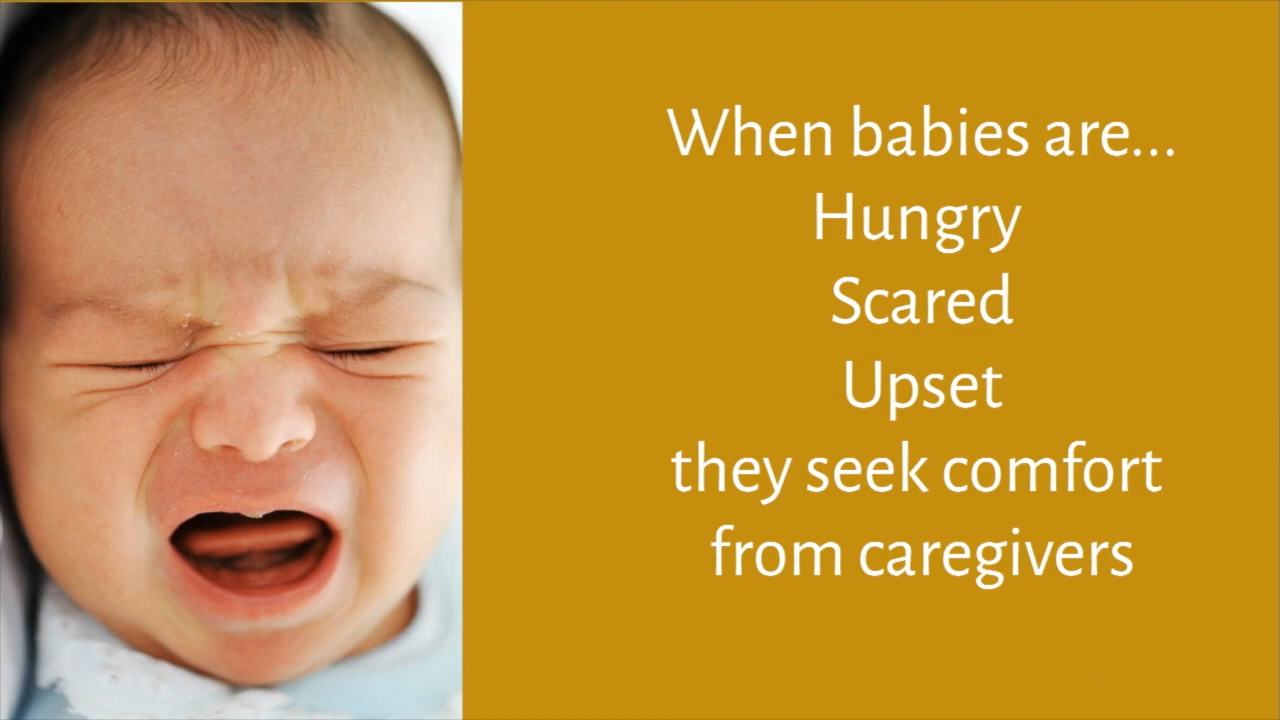 When babies are...
Hungry
Scared
Upset
they seek comfort
from caregivers